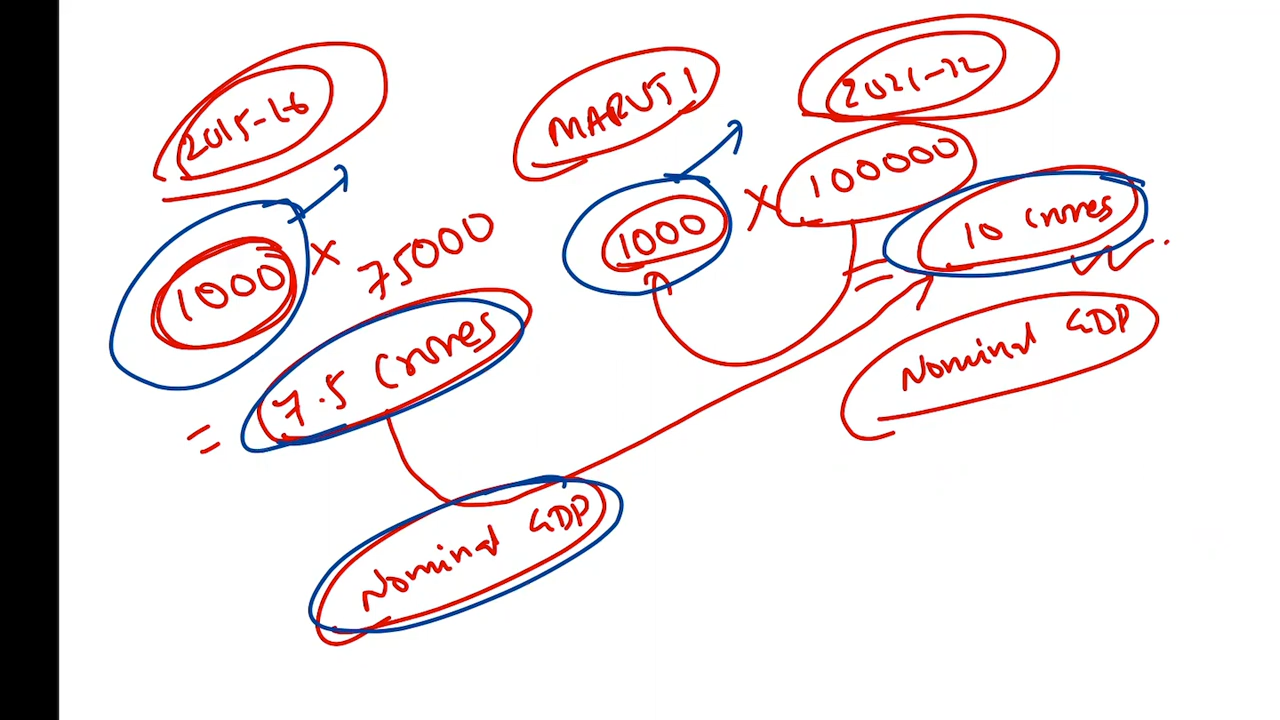 2015-16
1000 × 75000
= 7.5 Crores
Nominal GDP
MARUTI
2021-22
1000 × 100000
= 10 Crores
Nominal GDP